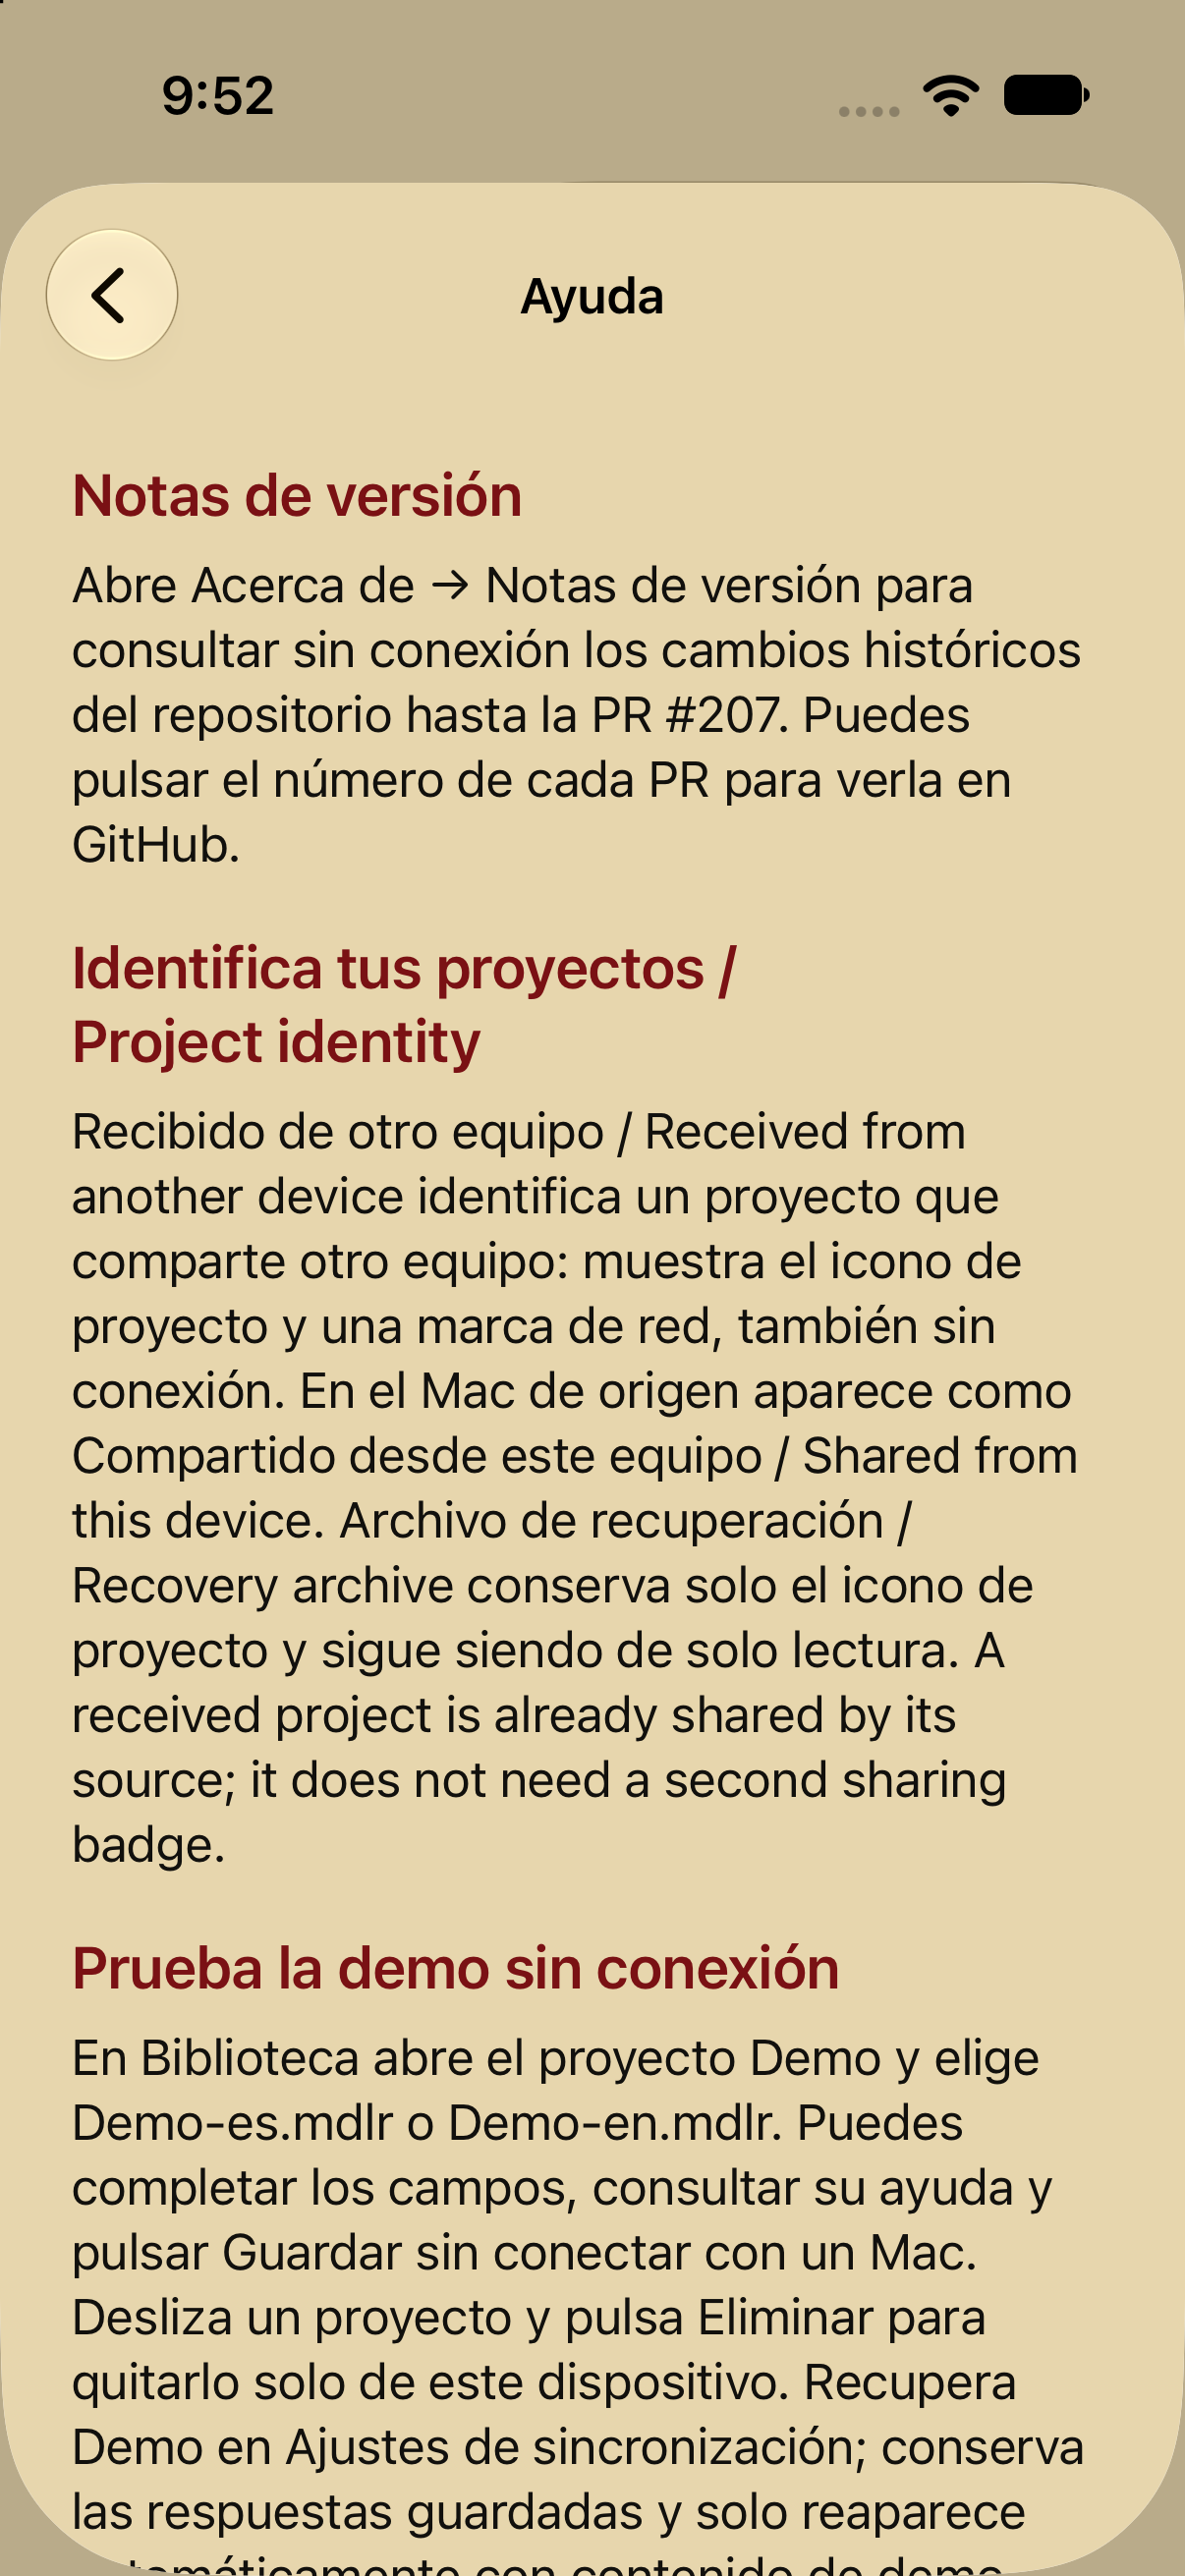 9:52
Ayuda
Notas de versión
Abre Acerca de → Notas de versión para
consultar sin conexión los cambios históricos
del repositorio hasta la PR #207. Puedes
pulsar el número de cada PR para verla en
GitHub.
Identifica tus proyectos /
Project identity
Recibido de otro equipo / Received from
another device identifica un proyecto que
comparte otro equipo: muestra el icono de
proyecto y una marca de red, también sin
conexión. En el Mac de origen aparece como
Compartido desde este equipo / Shared from
this device. Archivo de recuperación /
Recovery archive conserva solo el icono de
proyecto y sigue siendo de solo lectura. A
received project is already shared by its
source; it does not need a second sharing
badge.
Prueba la demo sin conexión
En Biblioteca abre el proyecto Demo y elige
Demo-es.mdlr o Demo-en.mdlr. Puedes
completar los campos, consultar su ayuda y
pulsar Guardar sin conectar con un Mac.
Desliza un proyecto y pulsa Eliminar para
quitarlo solo de este dispositivo. Recupera
Demo en Ajustes de sincronización; conserva
las respuestas guardadas y solo reaparece
con contenido de demo